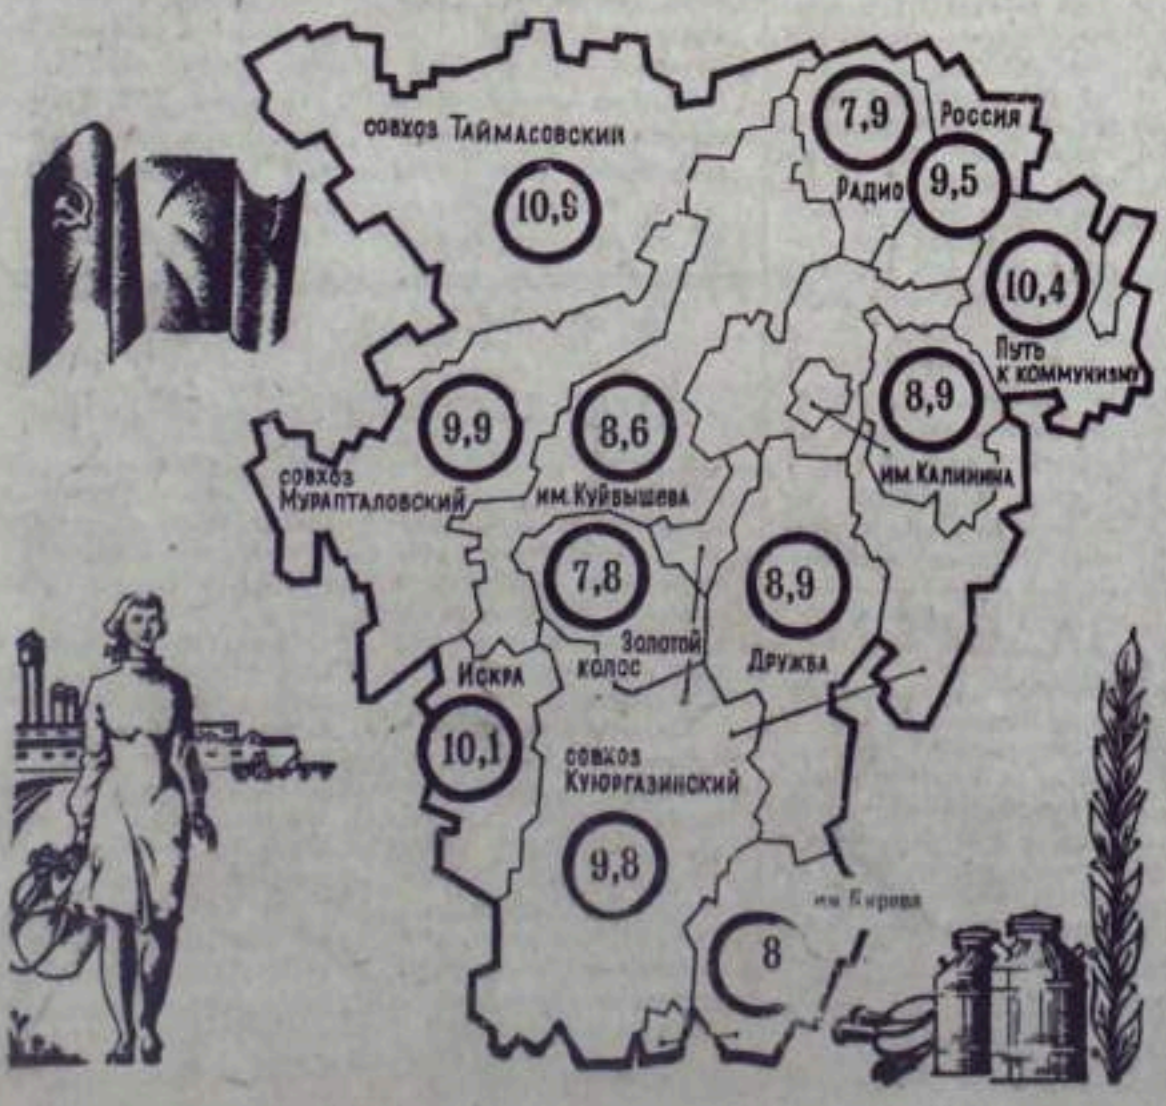 7,9
Россия
совхоз Таймасовский
Радио
9,5
10,9
10,4
Путь
к коммунизму
9,9
8,6
8,9
совхоз
Мурапталовский
им. Куйбышева
им. Калинина
7,8
8,9
Золотой
колос
Дружба
Искра
10,1
совхоз
Куюргазинский
9,8
им Кирова
8